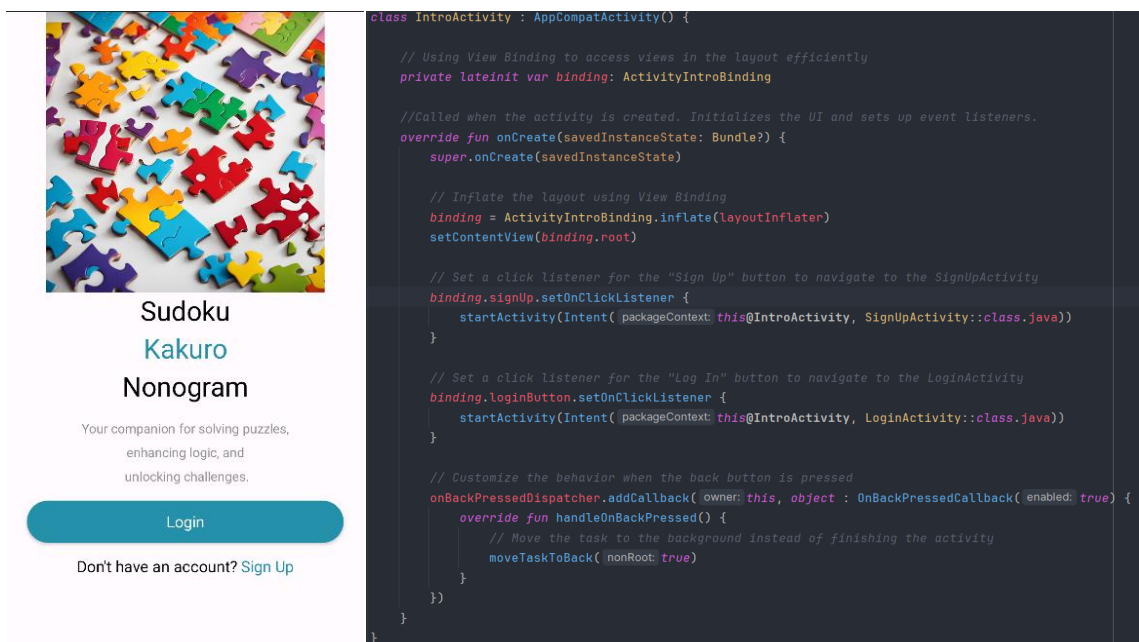 Sudoku
Kakuro
Nonogram
Your companion for solving puzzles,
enhancing logic, and
unlocking challenges.
Login
Don't have an account? Sign Up
class IntroActivity : AppCompatActivity() {
// Using View Binding to access views in the layout efficiently
private lateinit var binding: ActivityIntroBinding
//Called when the activity is created. Initializes the UI and sets up event listeners.
override fun onCreate(savedInstanceState: Bundle?) {
super.onCreate(savedInstanceState)
// Inflate the layout using View Binding
binding = ActivityIntroBinding.inflate(layoutInflater)
setContentView(binding.root)
// Set a click listener for the "Sign Up" button to navigate to the SignUpActivity
binding.signUp.setOnClickListener {
startActivity(Intent( packageContext: this@IntroActivity, SignUpActivity::class.java))
}
// Set a click listener for the "Log In" button to navigate to the LoginActivity
binding.loginButton.setOnClickListener {
startActivity(Intent( packageContext: this@IntroActivity, LoginActivity::class.java))
}
// Customize the behavior when the back button is pressed
onBackPressedDispatcher.addCallback( owner: this, object : OnBackPressedCallback( enabled: true) {
override fun handleOnBackPressed() {
// Move the task to the background instead of finishing the activity
moveTaskToBack( nonRoot: true)
}
})
}
}